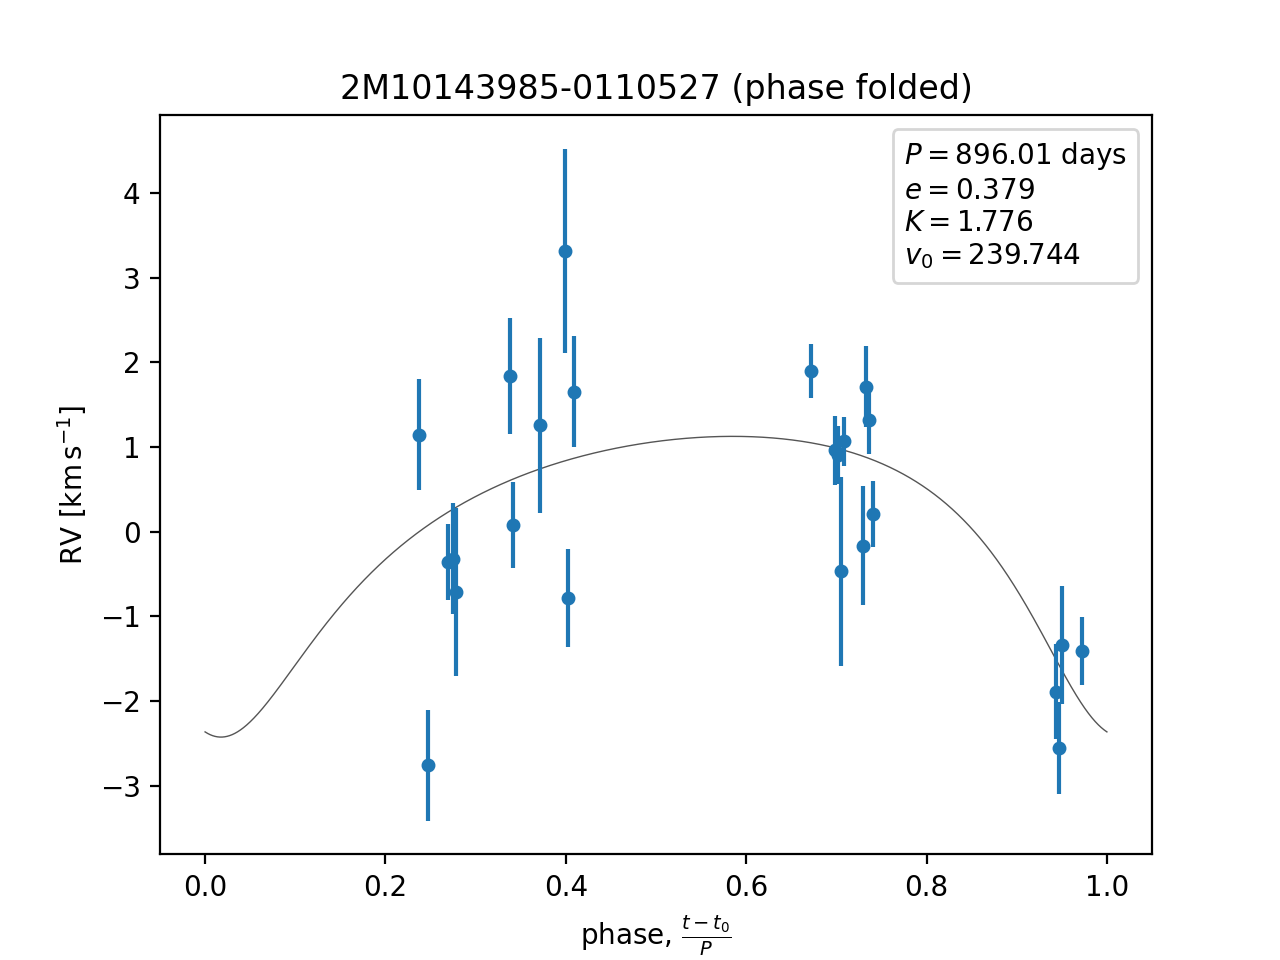 2M10143985-0110527 (phase folded)
P = 896.01 days
e = 0.379
K = 1.776
v₀ = 239.744
4
3
2
1
0
−1
−2
−3
RV [km s⁻¹]
0.0 0.2 0.4 0.6 0.8 1.0
phase, (t − t₀)/P